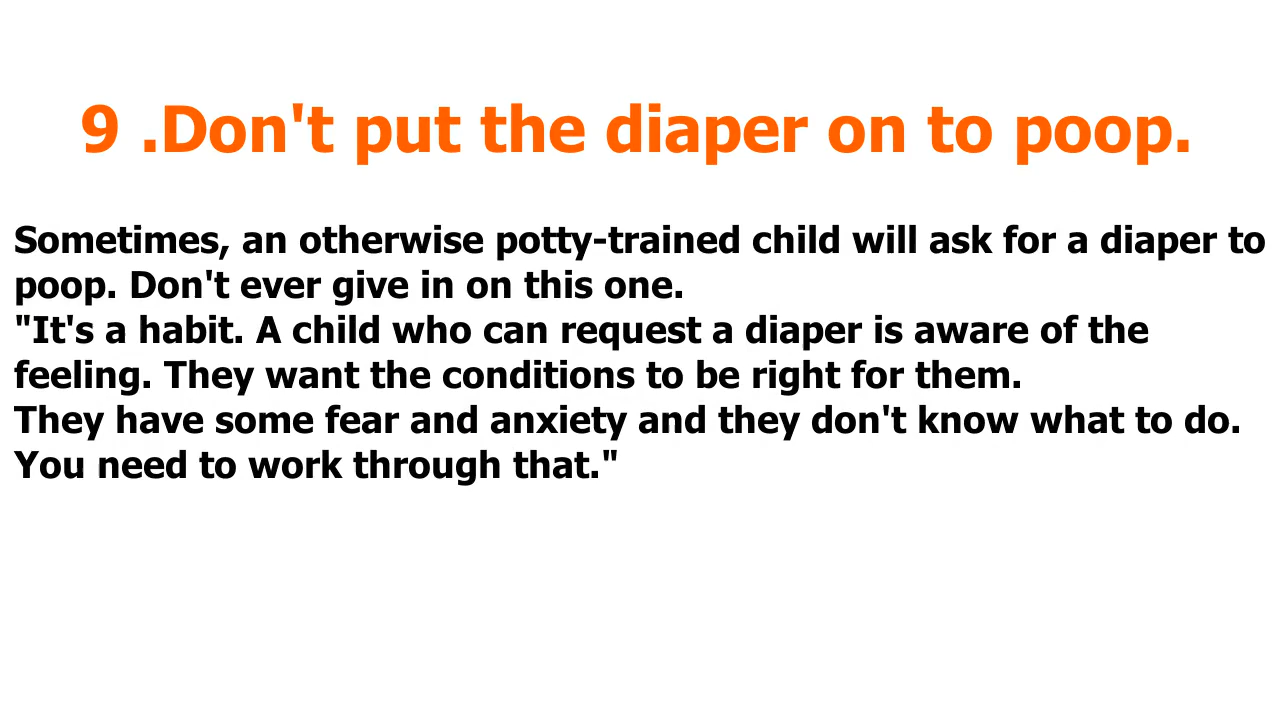 9 .Don't put the diaper on to poop.
Sometimes, an otherwise potty-trained child will ask for a diaper to
poop. Don't ever give in on this one.
"It's a habit. A child who can request a diaper is aware of the
feeling. They want the conditions to be right for them.
They have some fear and anxiety and they don't know what to do.
You need to work through that."